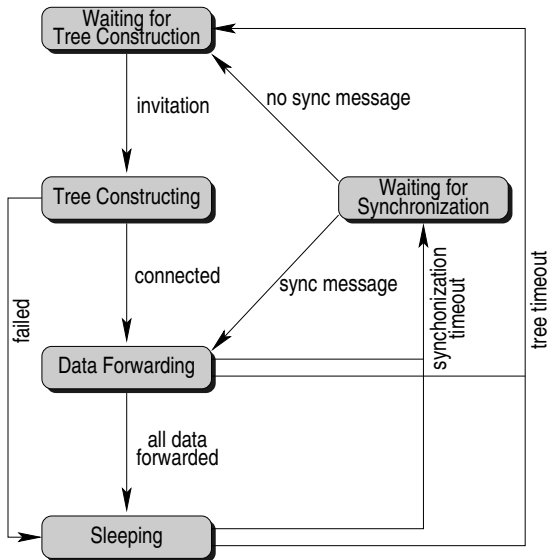 Waiting for
Tree Construction
invitation
no sync message
Tree Constructing
Waiting for
Synchronization
connected
sync message
failed
synchonization
timeout
tree timeout
Data Forwarding
all data
forwarded
Sleeping